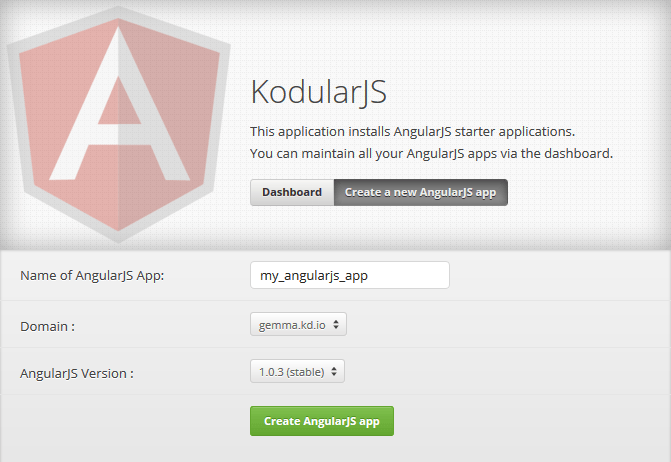 A
KodularJS
This application installs AngularJS starter applications.
You can maintain all your AngularJS apps via the dashboard.
Dashboard Create a new AngularJS app
Name of AngularJS App: my_angularjs_app
Domain : gemma.kd.io
AngularJS Version : 1.0.3 (stable)
Create AngularJS app